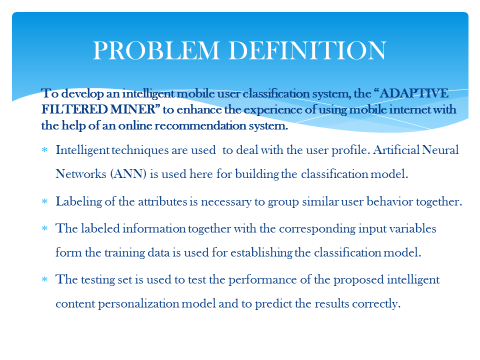 PROBLEM DEFINITION
To develop an intelligent mobile user classification system, the “ADAPTIVE
FILTERED MINER” to enhance the experience of using mobile internet with
the help of an online recommendation system.
* Intelligent techniques are used to deal with the user profile. Artificial Neural
Networks (ANN) is used here for building the classification model.
* Labeling of the attributes is necessary to group similar user behavior together.
* The labeled information together with the corresponding input variables
form the training data is used for establishing the classification model.
* The testing set is used to test the performance of the proposed intelligent
content personalization model and to predict the results correctly.